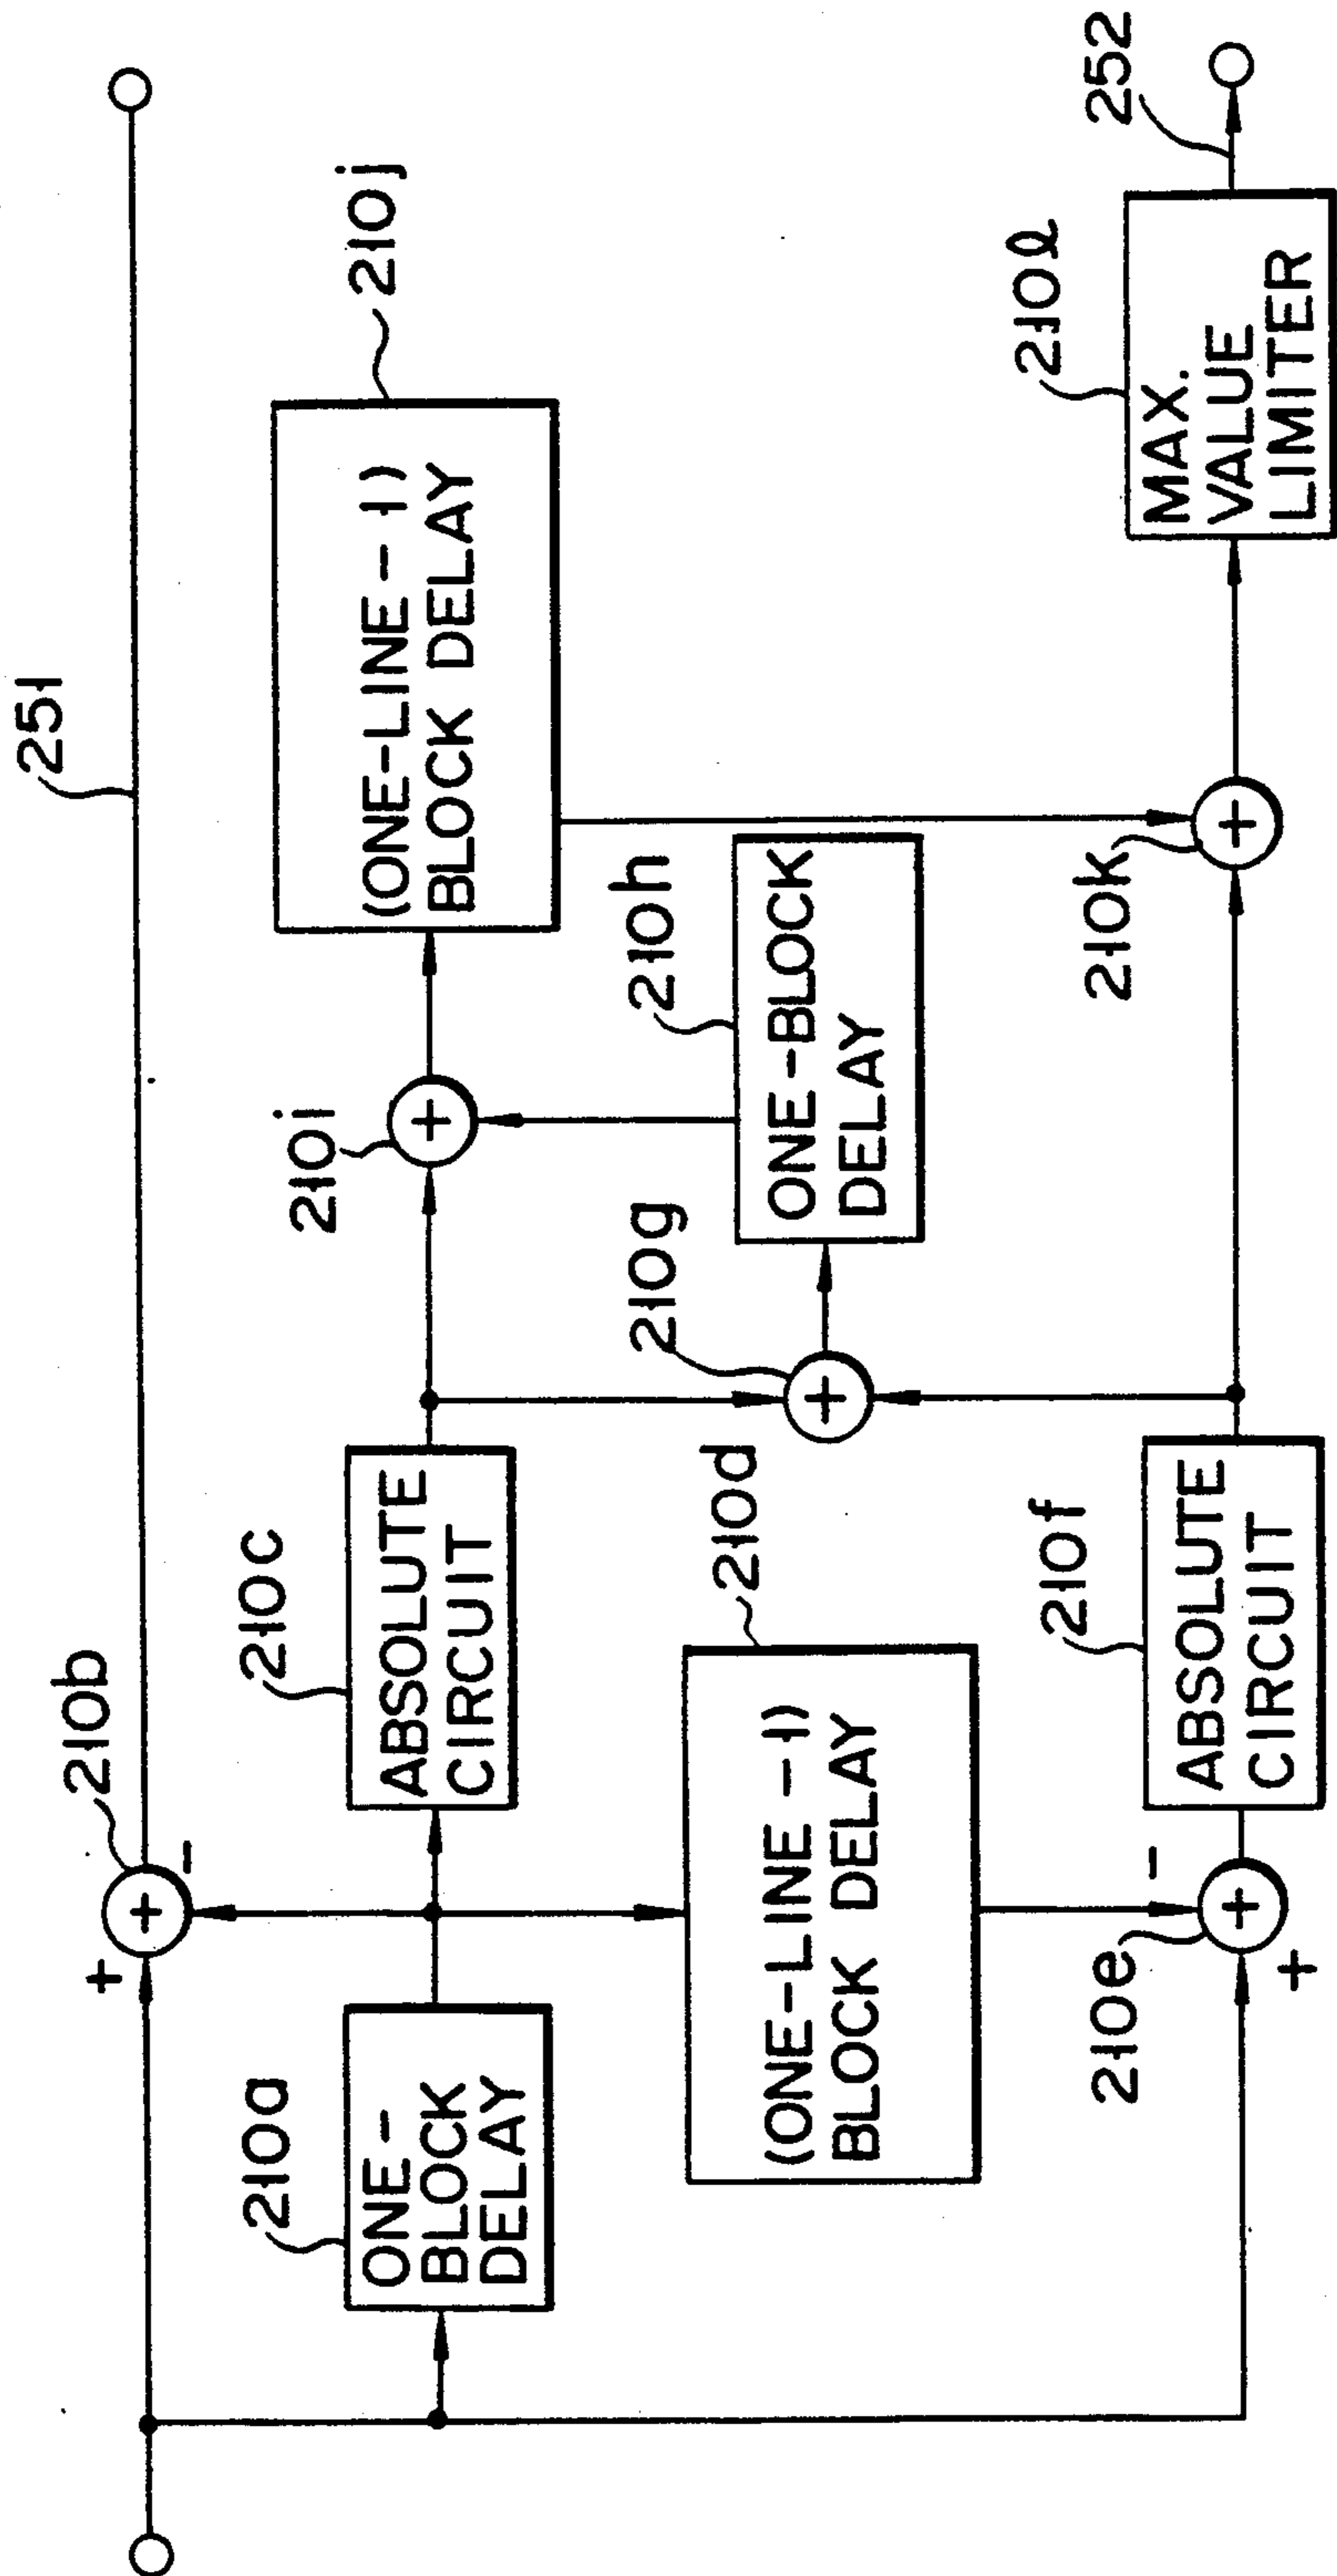 251
210b
+
-
+
210a
ONE-
BLOCK
DELAY
210c
ABSOLUTE
CIRCUIT
210i
+
210j
(ONE-LINE-1)
BLOCK DELAY
210d
(ONE-LINE-1)
BLOCK DELAY
210g
+
210h
ONE-BLOCK
DELAY
210e
-
+
+
210f
ABSOLUTE
CIRCUIT
210k
+
210ℓ
MAX.
VALUE
LIMITER
252